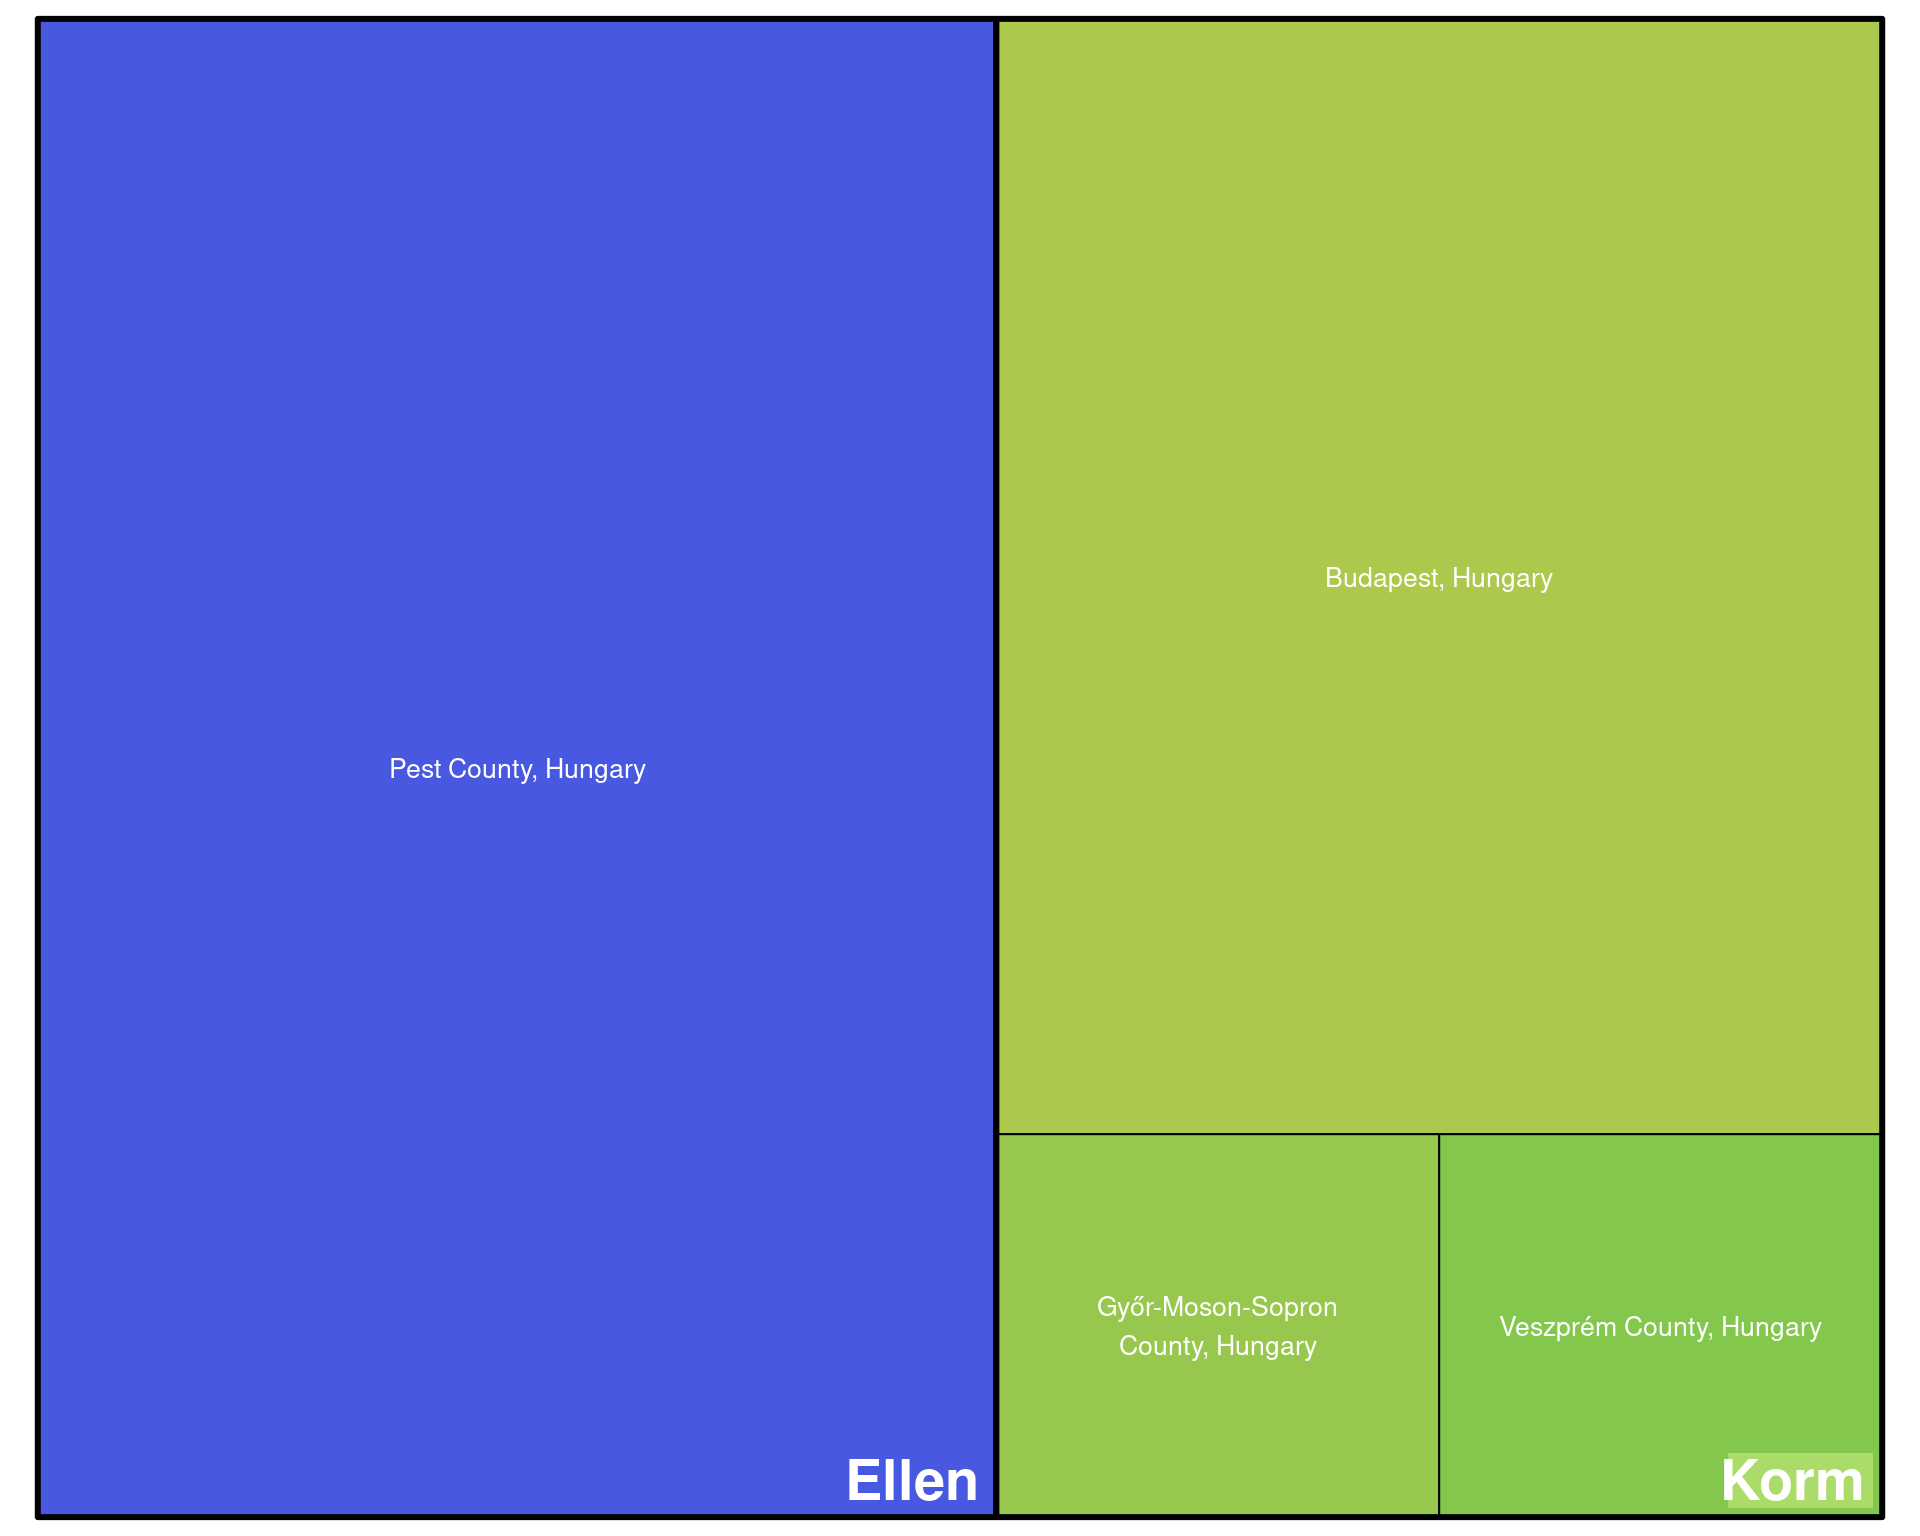 Pest County, Hungary
Ellen
Budapest, Hungary
Győr-Moson-Sopron
County, Hungary
Veszprém County, Hungary
Korm